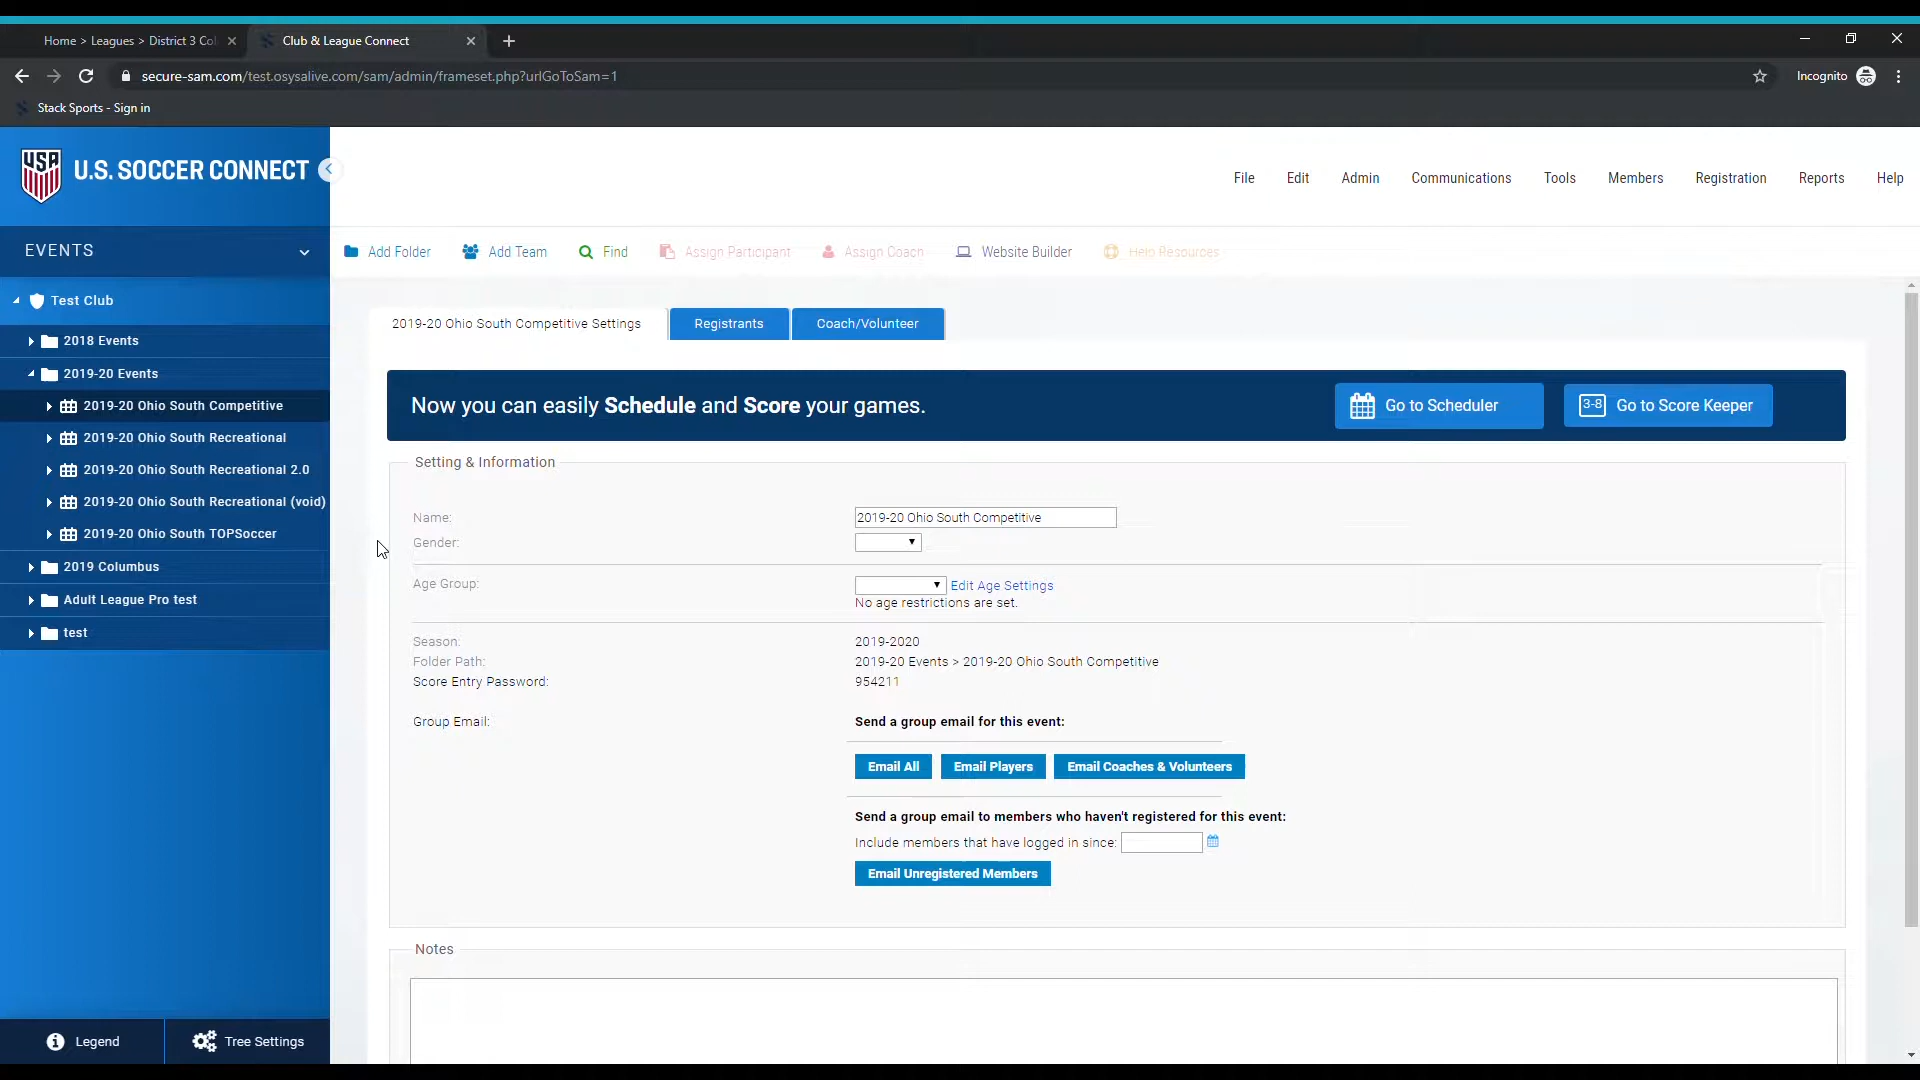 Home > Leagues > District 3 Col
Club & League Connect
secure-sam.com/test.osysalive.com/sam/admin/frameset.php?urlGoToSam=1
Incognito
Stack Sports - Sign in
USA
U.S. SOCCER CONNECT
File Edit Admin Communications Tools Members Registration Reports Help
EVENTS
Add Folder Add Team Find Assign Participant Assign Coach Website Builder Help Resources
Test Club
2018 Events
2019-20 Events
2019-20 Ohio South Competitive
2019-20 Ohio South Recreational
2019-20 Ohio South Recreational 2.0
2019-20 Ohio South Recreational (void)
2019-20 Ohio South TOPSoccer
2019 Columbus
Adult League Pro test
test
Legend
Tree Settings
2019-20 Ohio South Competitive Settings
Registrants
Coach/Volunteer
Now you can easily Schedule and Score your games.
Go to Scheduler
3-8 Go to Score Keeper
Setting & Information
Name: 2019-20 Ohio South Competitive
Gender:
Age Group: Edit Age Settings
No age restrictions are set.
Season: 2019-2020
Folder Path: 2019-20 Events > 2019-20 Ohio South Competitive
Score Entry Password: 954211
Group Email: Send a group email for this event:
Email All Email Players Email Coaches & Volunteers
Send a group email to members who haven't registered for this event:
Include members that have logged in since:
Email Unregistered Members
Notes